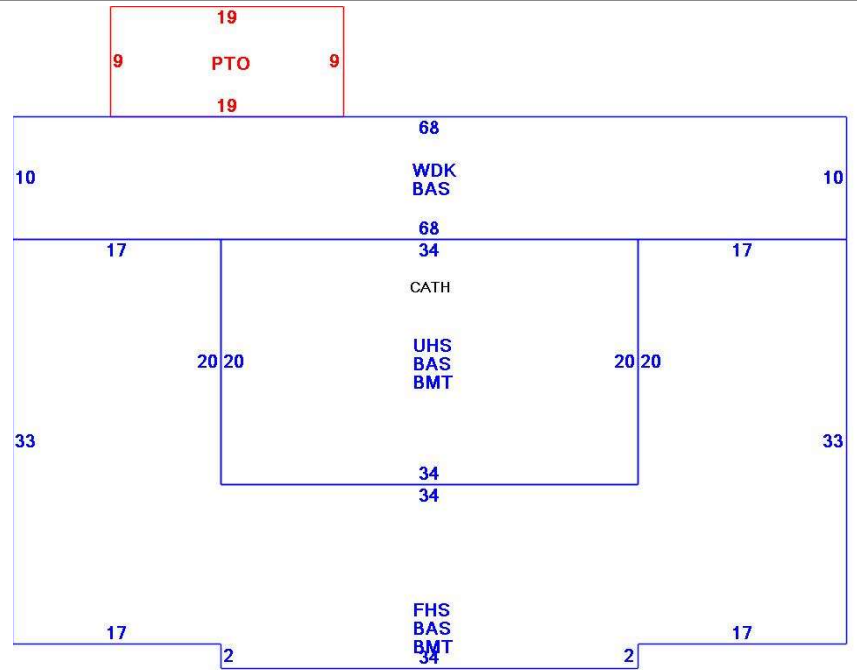 19
9 PTO 9
19
68
10 WDK 10
BAS
68
17 34 17
CATH
UHS
20 20 BAS 20 20
BMT
33 34 33
34
FHS
17 BAS 17
BMT
2 34 2